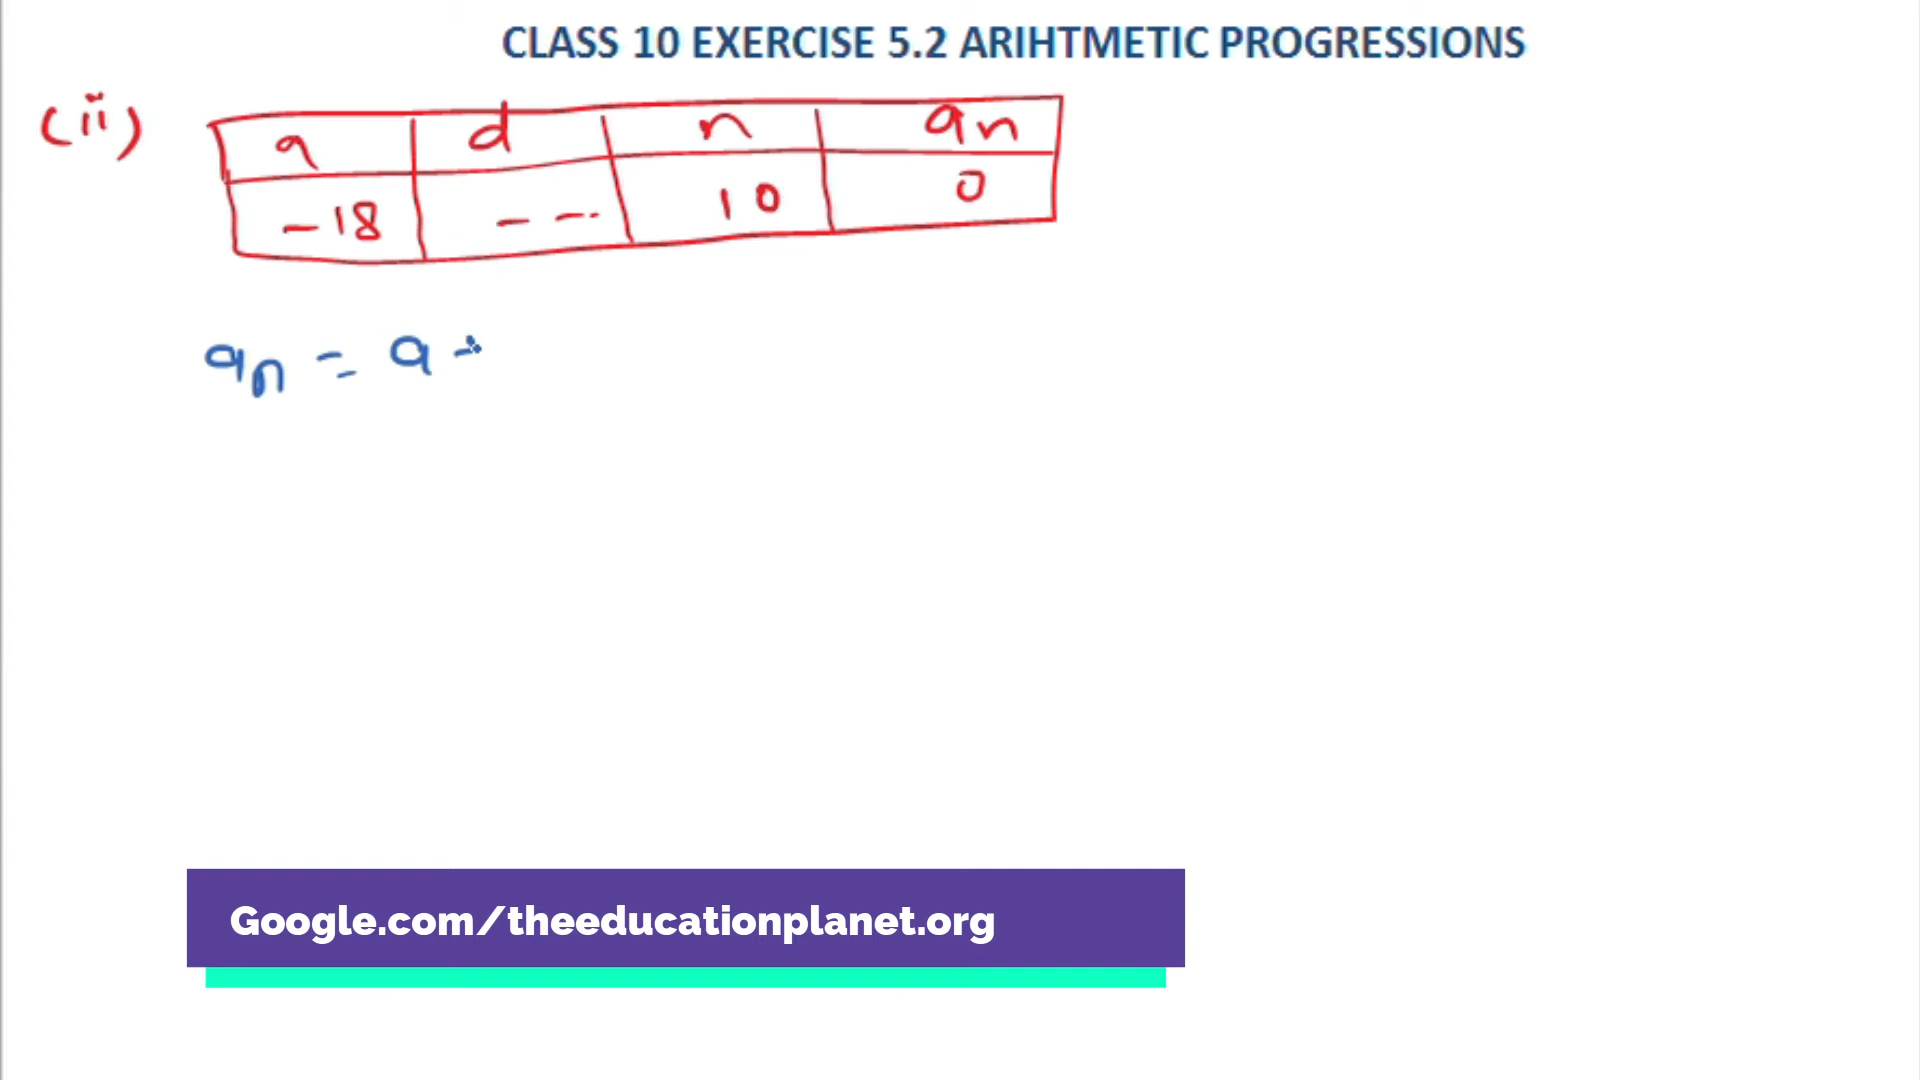 CLASS 10 EXERCISE 5.2 ARIHTMETIC PROGRESSIONS
(ii)
a d n an
-18 - -.. 10 0
an = a +
Google.com/theeducationplanet.org